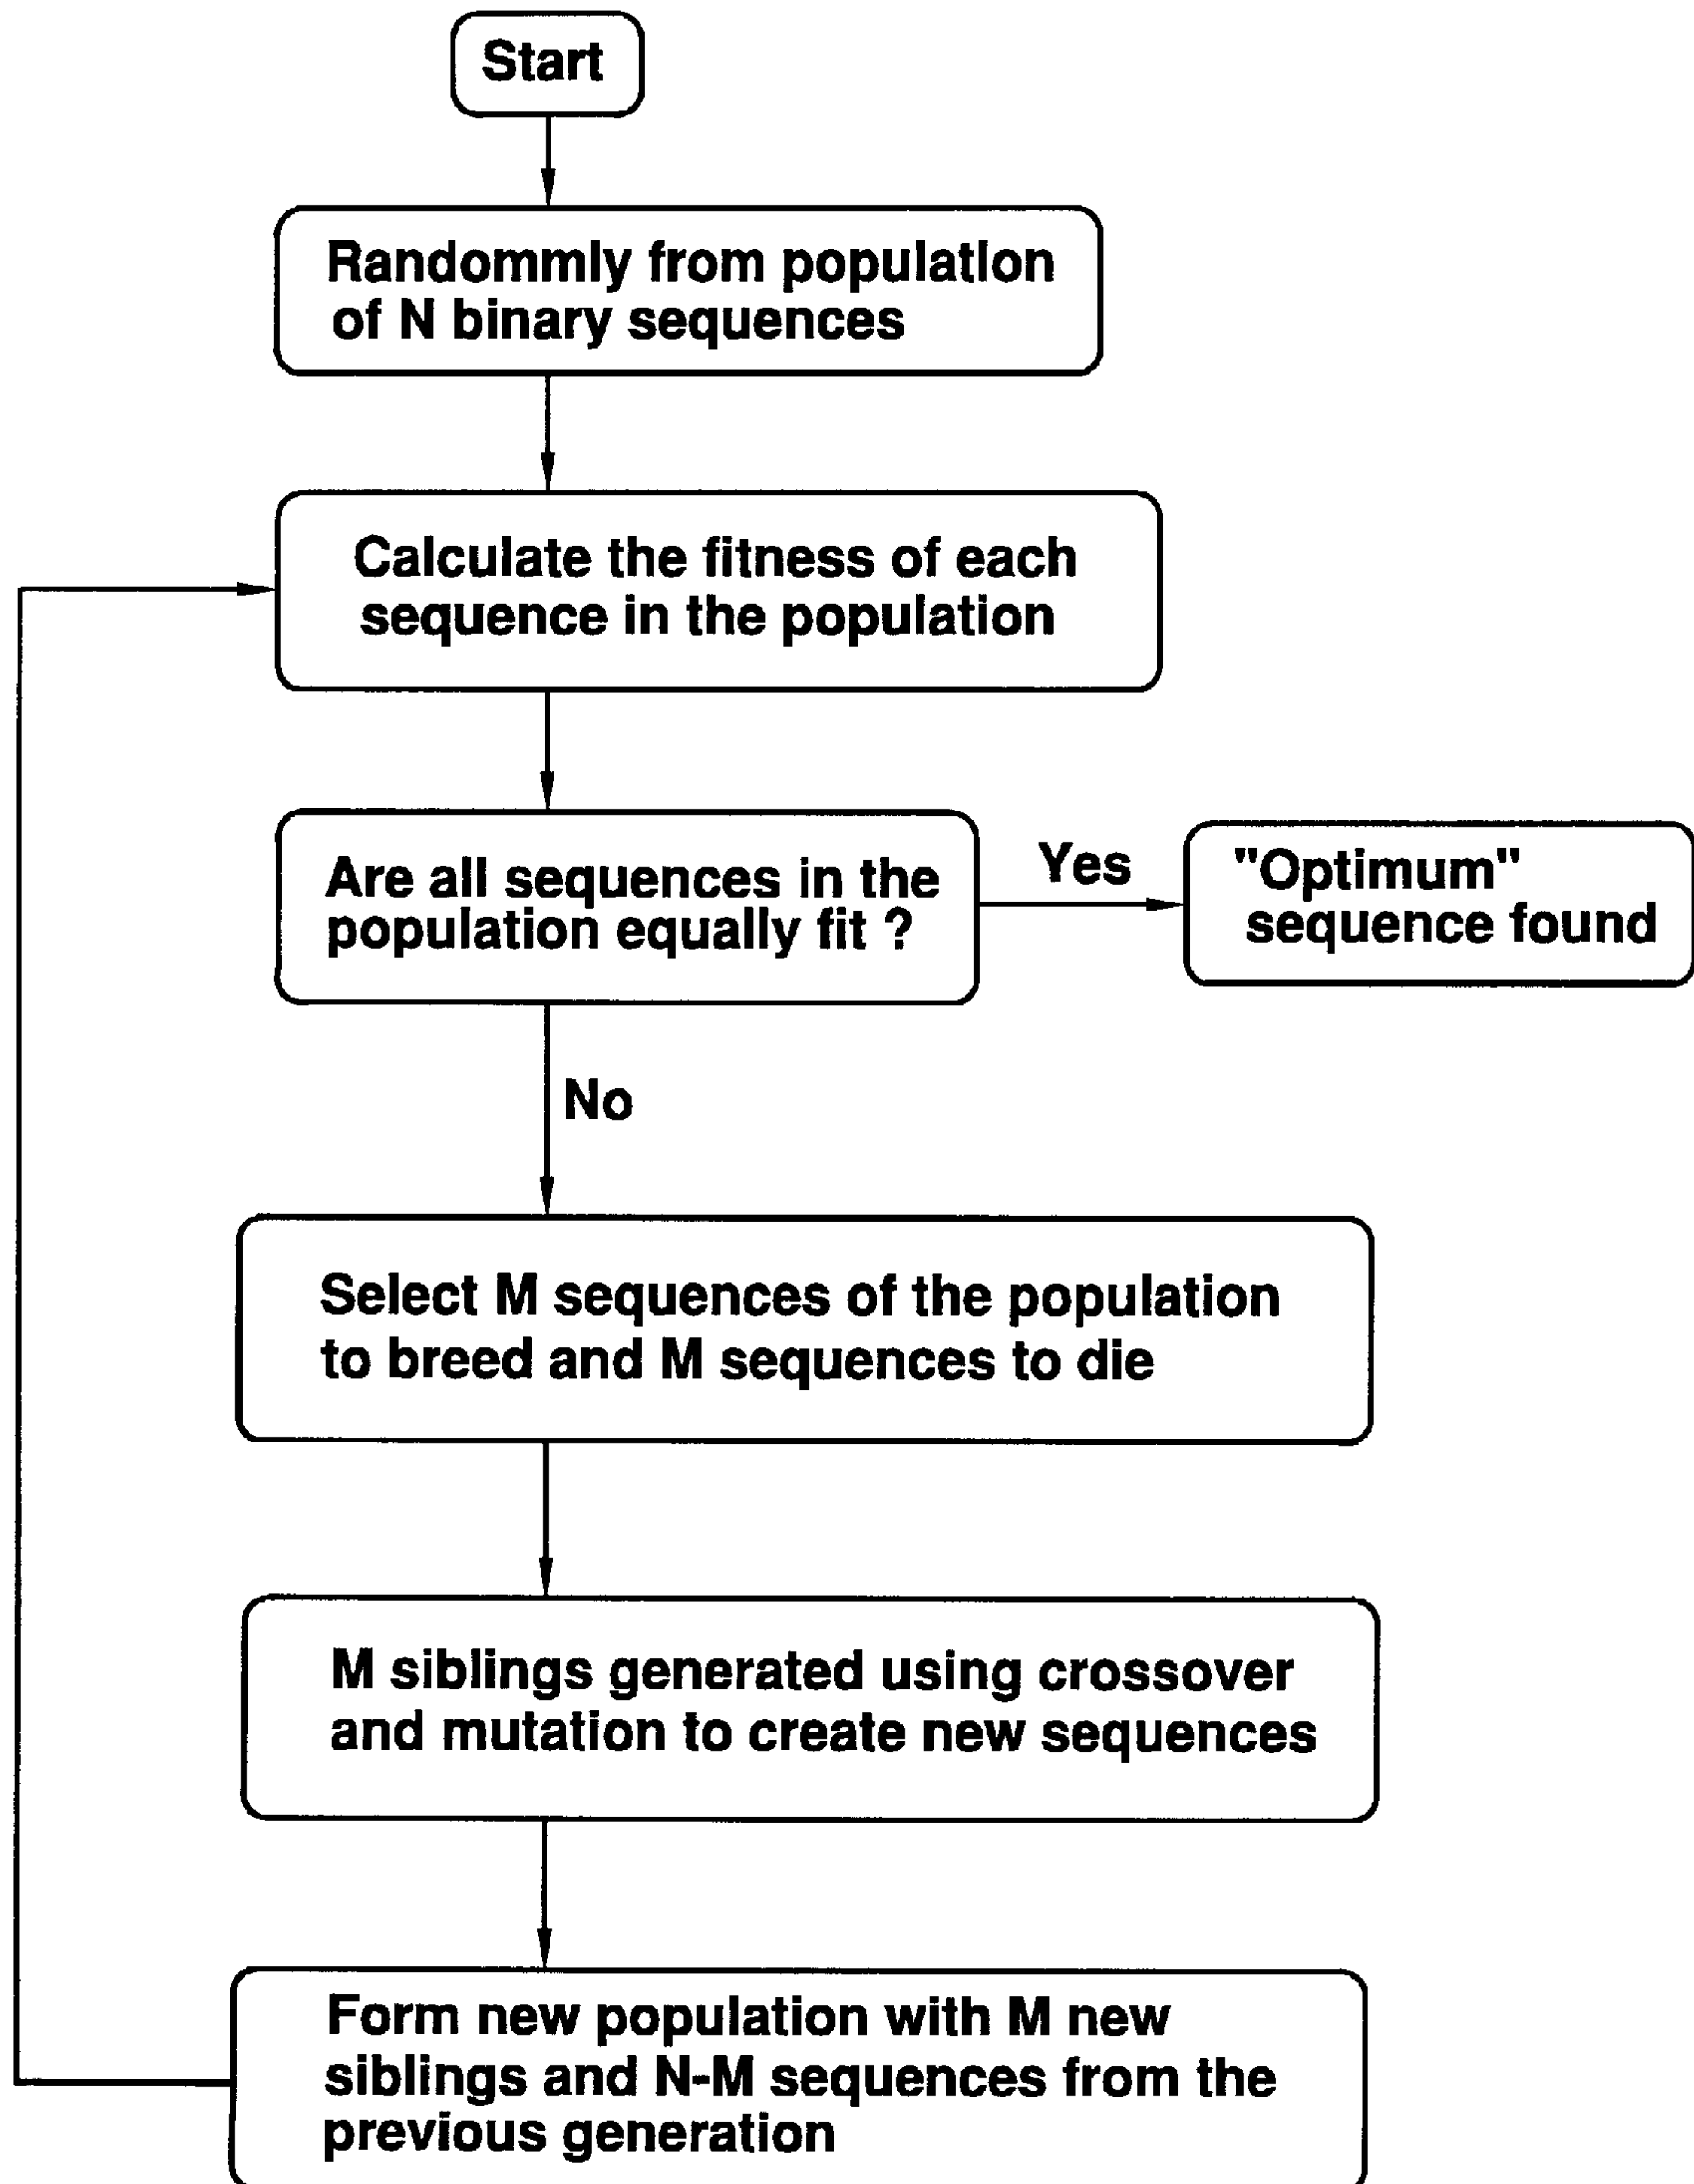 Start
Randommly from population
of N binary sequences
Calculate the fitness of each
sequence in the population
Are all sequences in the
population equally fit ?
Yes
"Optimum"
sequence found
No
Select M sequences of the population
to breed and M sequences to die
M siblings generated using crossover
and mutation to create new sequences
Form new population with M new
siblings and N-M sequences from the
previous generation